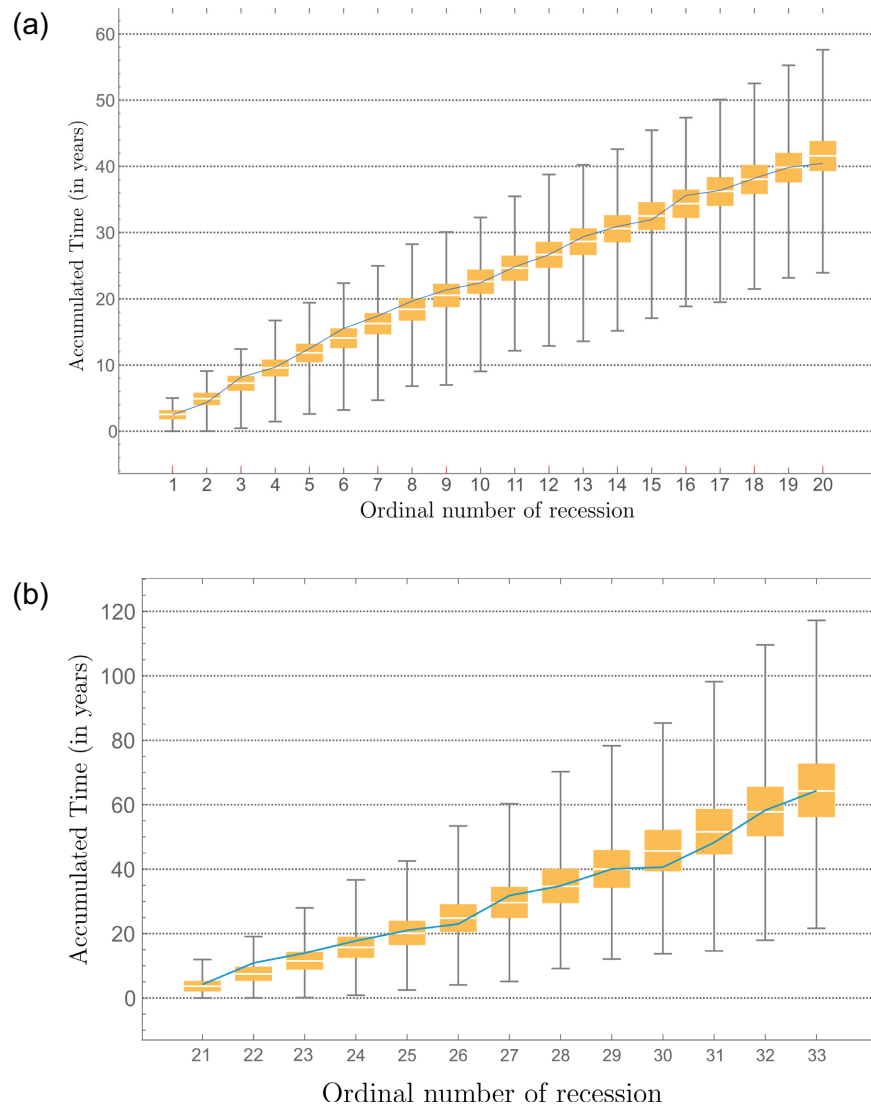 (a)
60
50
40
30
20
10
0
Accumulated Time (in years)
1 2 3 4 5 6 7 8 9 10 11 12 13 14 15 16 17 18 19 20
Ordinal number of recession
(b)
120
100
80
60
40
20
0
Accumulated Time (in years)
21 22 23 24 25 26 27 28 29 30 31 32 33
Ordinal number of recession